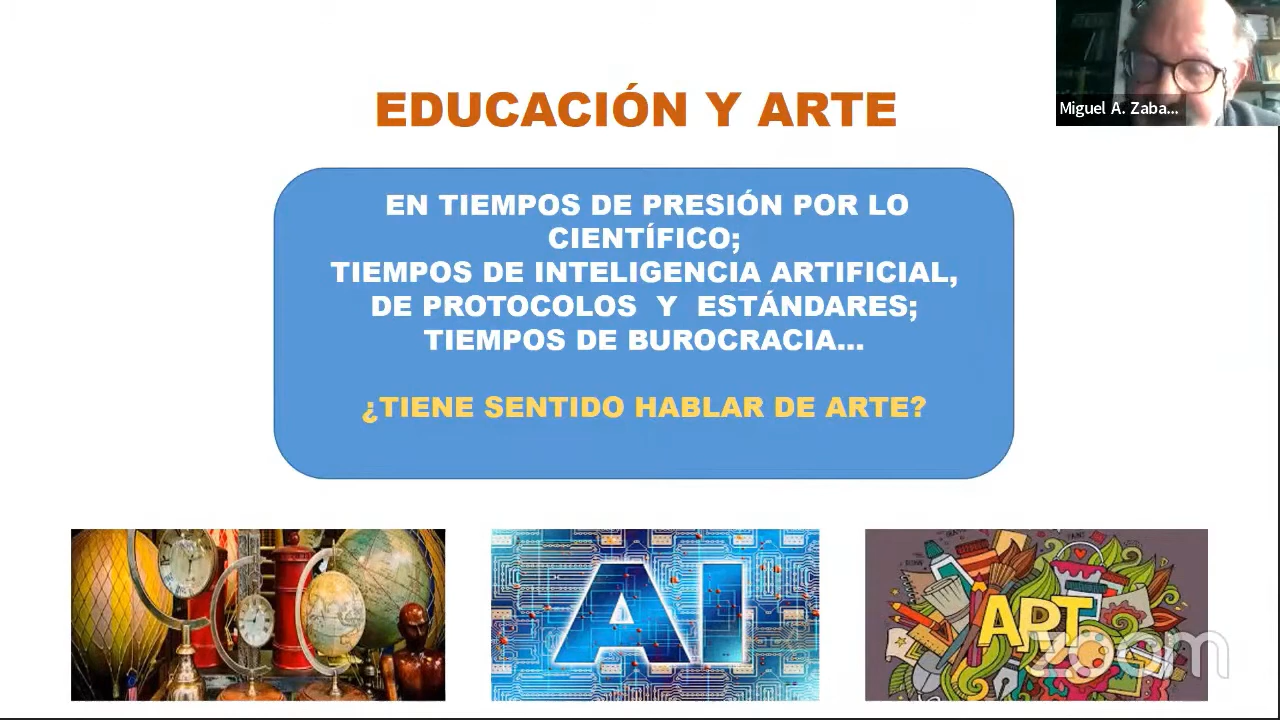 EDUCACIÓN Y ARTE
Miguel A. Zaba...
EN TIEMPOS DE PRESIÓN POR LO
CIENTÍFICO;
TIEMPOS DE INTELIGENCIA ARTIFICIAL,
DE PROTOCOLOS Y ESTÁNDARES;
TIEMPOS DE BUROCRACIA...
¿TIENE SENTIDO HABLAR DE ARTE?
AI
ART
zoom